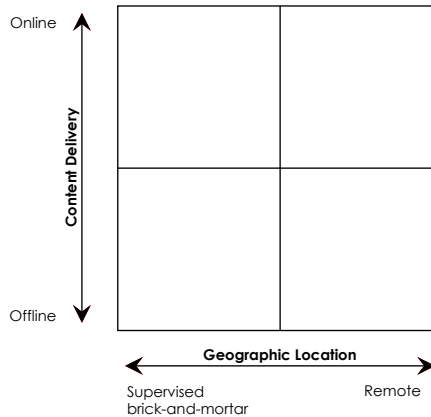 Online
Content Delivery
Offline
Geographic Location
Supervised
brick-and-mortar
Remote